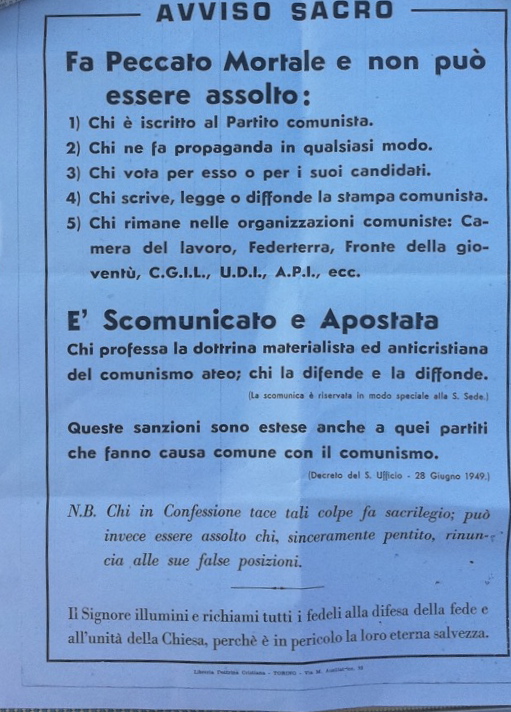 AVVISO SACRO
Fa Peccato Mortale e non può
essere assolto:
1) Chi è iscritto al Partito comunista.
2) Chi ne fa propaganda in qualsiasi modo.
3) Chi vota per esso o per i suoi candidati.
4) Chi scrive, legge o diffonde la stampa comunista.
5) Chi rimane nelle organizzazioni comuniste: Ca-
mera del lavoro, Federterra, Fronte della gio-
ventù, C.G.I.L., U.D.I., A.P.I., ecc.
E' Scomunicato e Apostata
Chi professa la dottrina materialista ed anticristiana
del comunismo ateo; chi la difende e la diffonde.
(La scomunica è riservata in modo speciale alla S. Sede.)
Queste sanzioni sono estese anche a quei partiti
che fanno causa comune con il comunismo.
(Decreto del S. Ufficio - 28 Giugno 1949.)
N.B. Chi in Confessione tace tali colpe fa sacrilegio; può
invece essere assolto chi, sinceramente pentito, rinun-
cia alle sue false posizioni.
Il Signore illumini e richiami tutti i fedeli alla difesa della fede e
all'unità della Chiesa, perchè è in pericolo la loro eterna salvezza.
Libreria Dottrina Cristiana - TORINO - Via M.